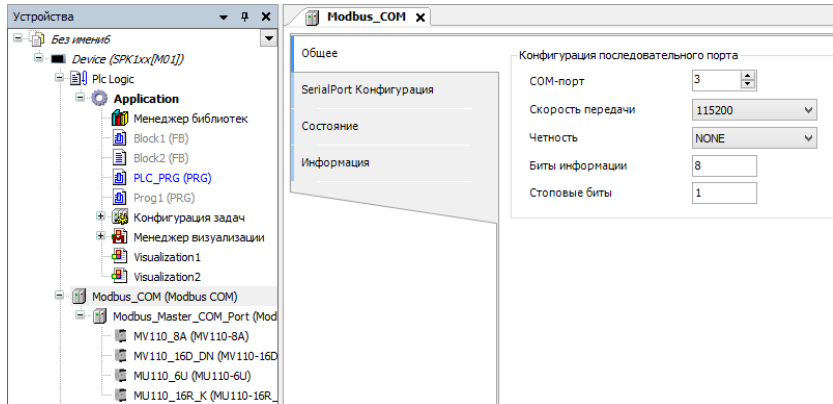 Устройства
Без имени6
Device (SPK1xx[M01])
Plc Logic
Application
Менеджер библиотек
Block1 (FB)
Block2 (FB)
PLC_PRG (PRG)
Prog1 (PRG)
Конфигурация задач
Менеджер визуализации
Visualization1
Visualization2
Modbus_COM (Modbus COM)
Modbus_Master_COM_Port (Mod
MV110_8A (MV110-8A)
MV110_16D_DN (MV110-16D
MU110_6U (MU110-6U)
MU110_16R_K (MU110-16R_
Modbus_COM
Общее
SerialPort Конфигурация
Состояние
Информация
Конфигурация последовательного порта
COM-порт 3
Скорость передачи 115200
Четность NONE
Биты информации 8
Стоповые биты 1